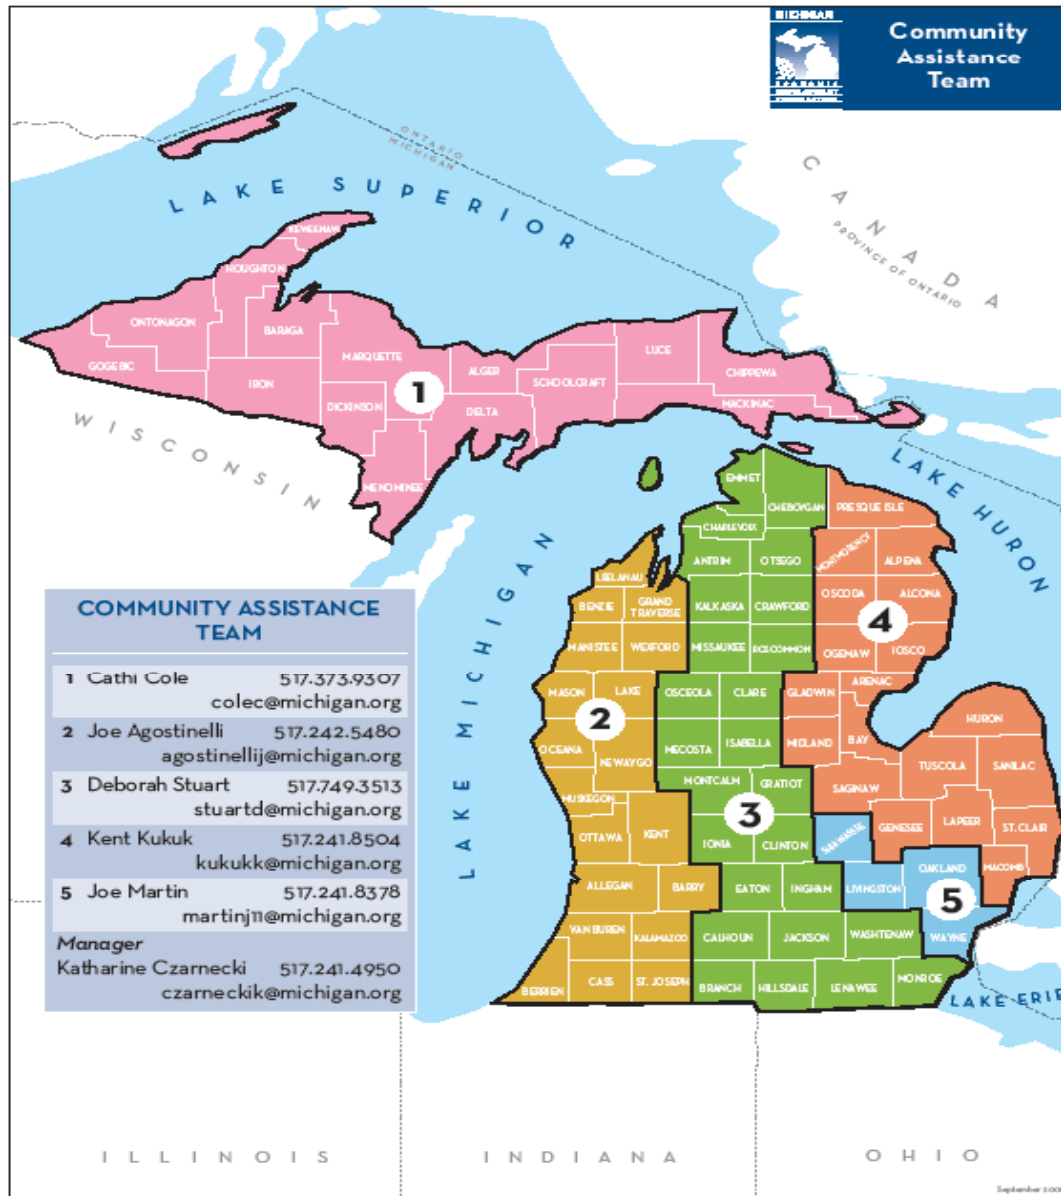 MICHIGAN
ECONOMIC
DEVELOPMENT
CORPORATION
Community
Assistance
Team
ONTARIO
MICHIGAN
LAKE SUPERIOR
CANADA
PROVINCE OF ONTARIO
KEWEENAW
HOUGHTON
ONTONAGON
BARAGA
GOGEBIC
IRON
MARQUETTE
DICKINSON
1
ALGER
DELTA
SCHOOLCRAFT
LUCE
CHIPPEWA
MACKINAC
MENOMINEE
WISCONSIN
LAKE HURON
LAKE MICHIGAN
EMMET
CHEBOYGAN
PRESQUE ISLE
CHARLEVOIX
ANTRIM
OTSEGO
MONTMORENCY
ALPENA
LEELANAU
BENZIE
GRAND
TRAVERSE
KALKASKA
CRAWFORD
OSCODA
ALCONA
4
MANISTEE
WEXFORD
MISSAUKEE
ROSCOMMON
OGEMAW
IOSCO
MASON
LAKE
OSCEOLA
CLARE
GLADWIN
ARENAC
2
HURON
OCEANA
NEWAYGO
MECOSTA
ISABELLA
MIDLAND
BAY
TUSCOLA
SANILAC
MUSKEGON
MONTCALM
GRATIOT
SAGINAW
3
OTTAWA
KENT
IONIA
CLINTON
SHIAWASSEE
GENESEE
LAPEER
ST. CLAIR
ALLEGAN
BARRY
EATON
INGHAM
LIVINGSTON
OAKLAND
MACOMB
5
VAN BUREN
KALAMAZOO
CALHOUN
JACKSON
WASHTENAW
WAYNE
BERRIEN
CASS
ST. JOSEPH
BRANCH
HILLSDALE
LENAWEE
MONROE
LAKE ERIE
COMMUNITY ASSISTANCE
TEAM
1 Cathi Cole 517.373.9307
colec@michigan.org
2 Joe Agostinelli 517.242.5480
agostinellij@michigan.org
3 Deborah Stuart 517.749.3513
stuartd@michigan.org
4 Kent Kukuk 517.241.8504
kukukk@michigan.org
5 Joe Martin 517.241.8378
martinj11@michigan.org
Manager
Katharine Czarnecki 517.241.4950
czarneckik@michigan.org
ILLINOIS
INDIANA
OHIO
September